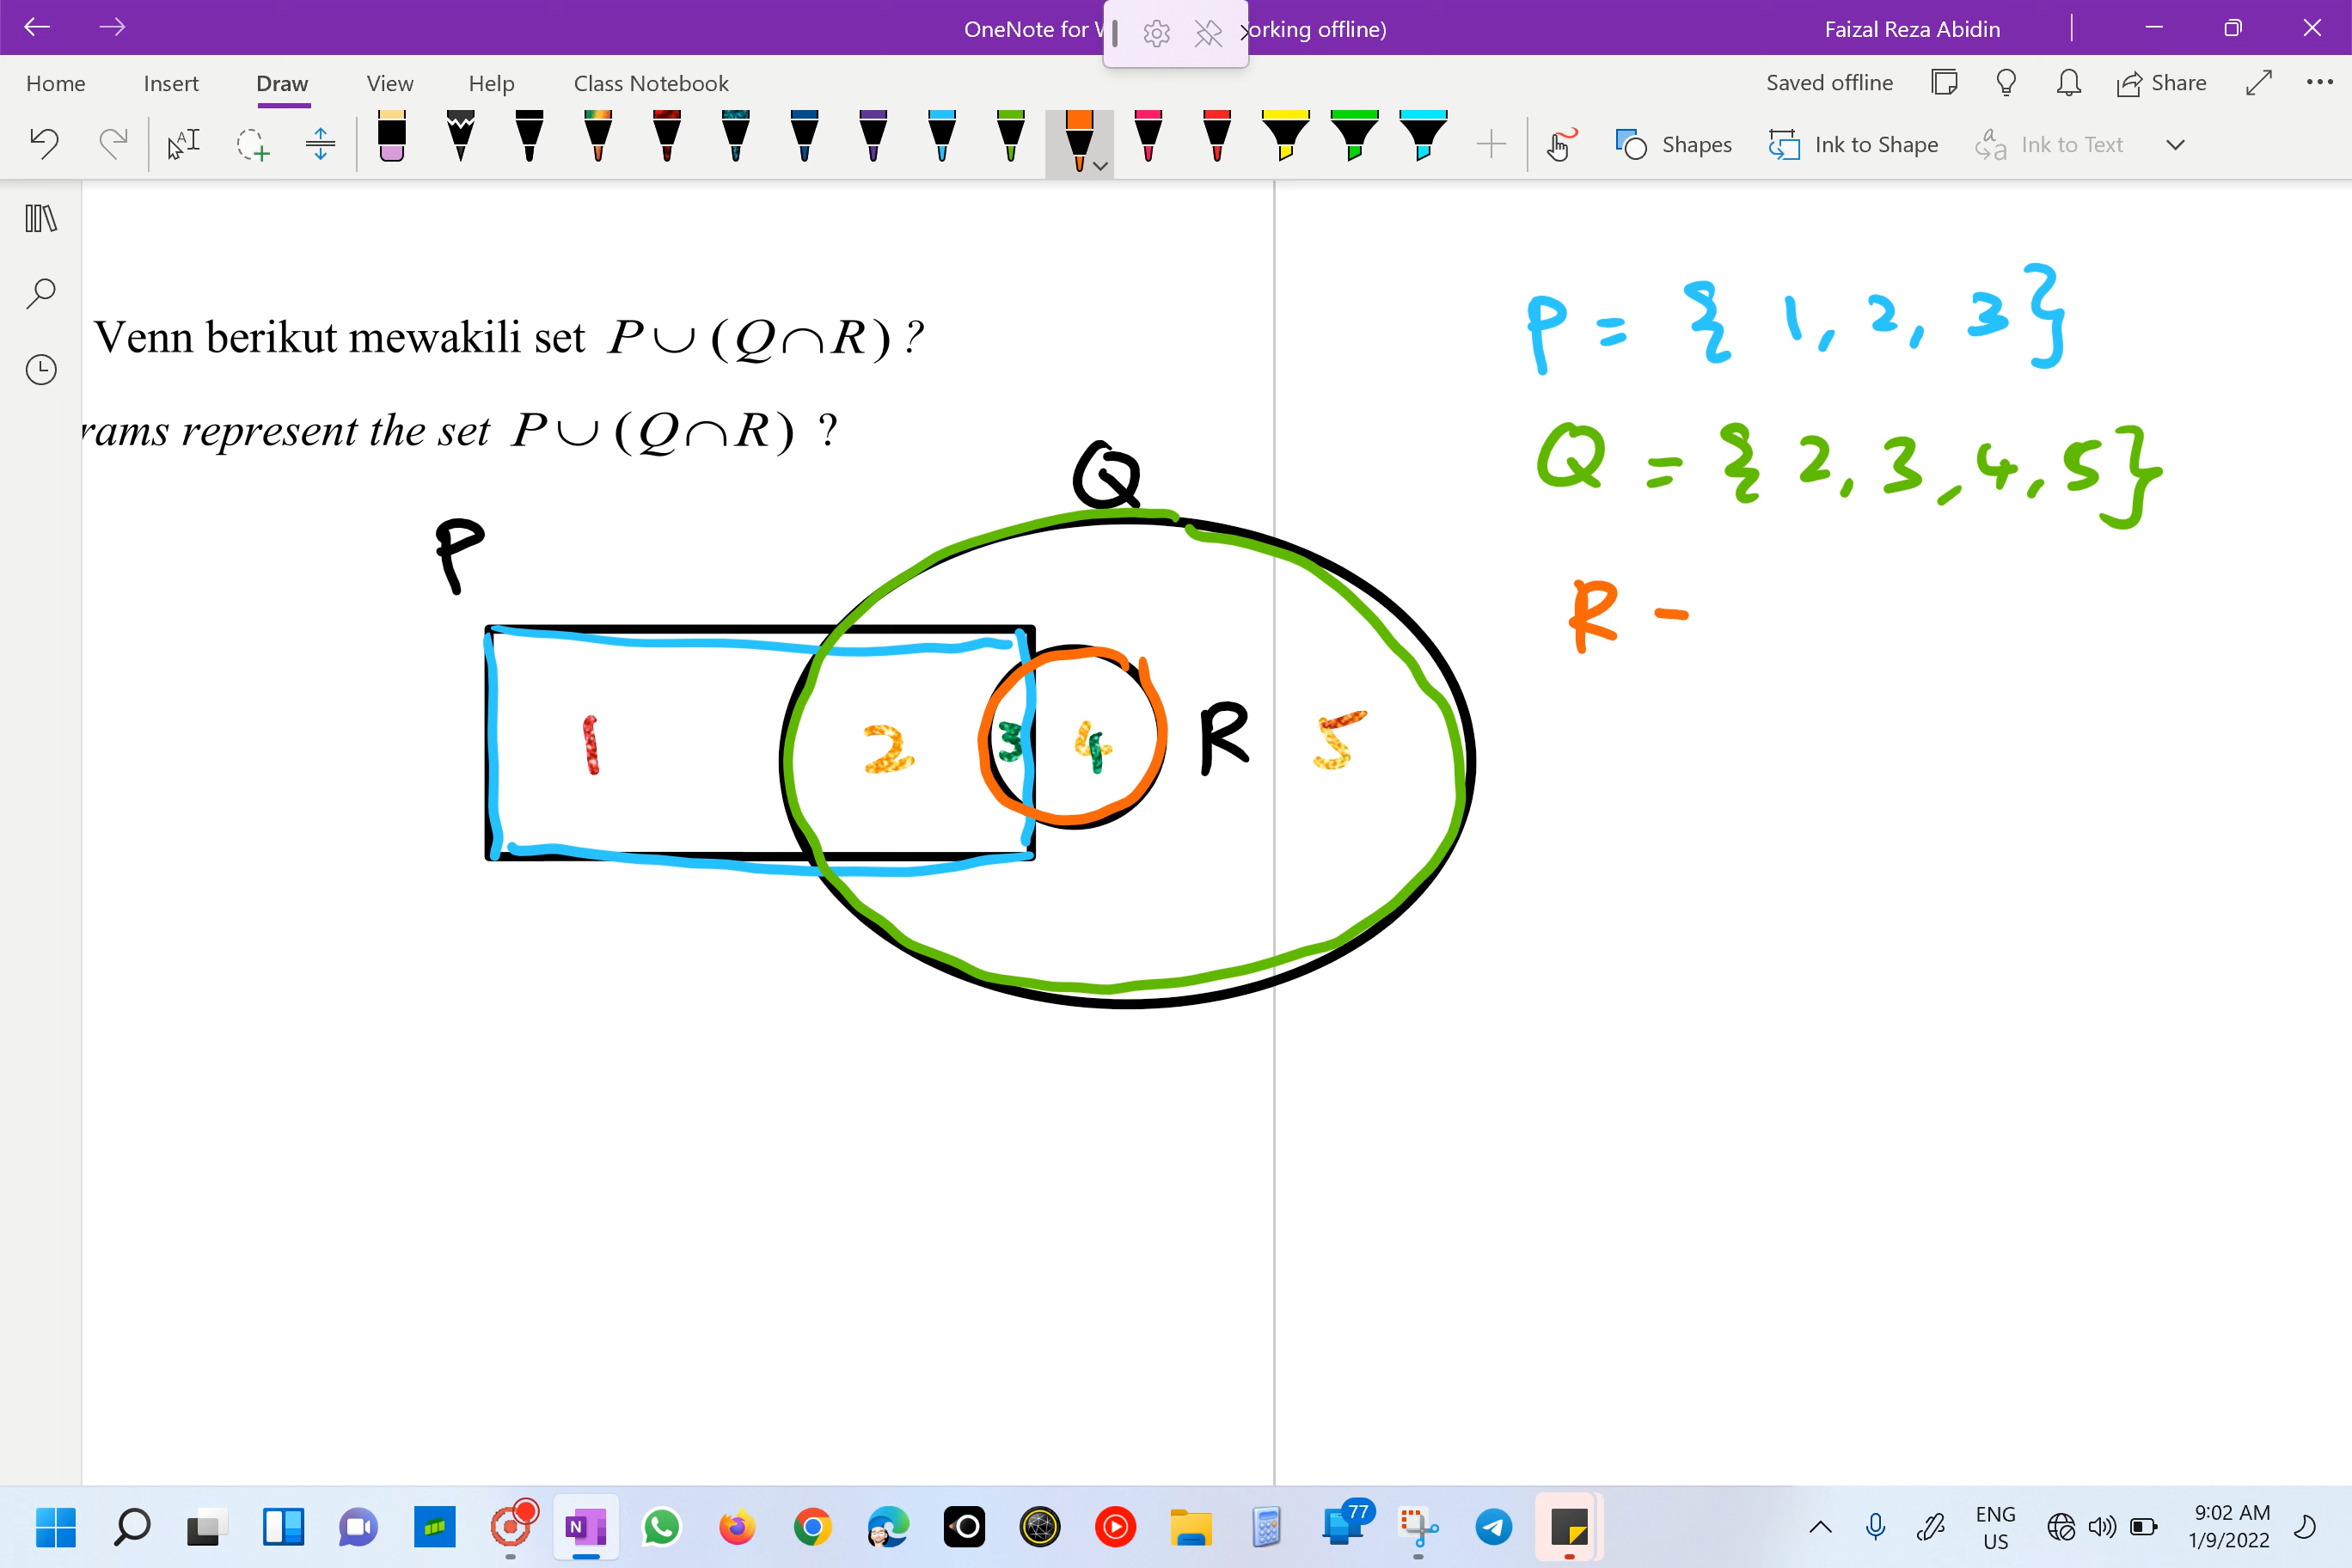 OneNote for W
orking offline)
Faizal Reza Abidin
Home Insert Draw View Help Class Notebook
Saved offline Share
Shapes Ink to Shape Ink to Text
Venn berikut mewakili set P∪(Q∩R)?
rams represent the set P∪(Q∩R) ?
P = { 1, 2, 3}
Q = { 2, 3, 4, 5}
R -
Q
P
1 2 3 4 R 5
77
ENG
US
9:02 AM
1/9/2022